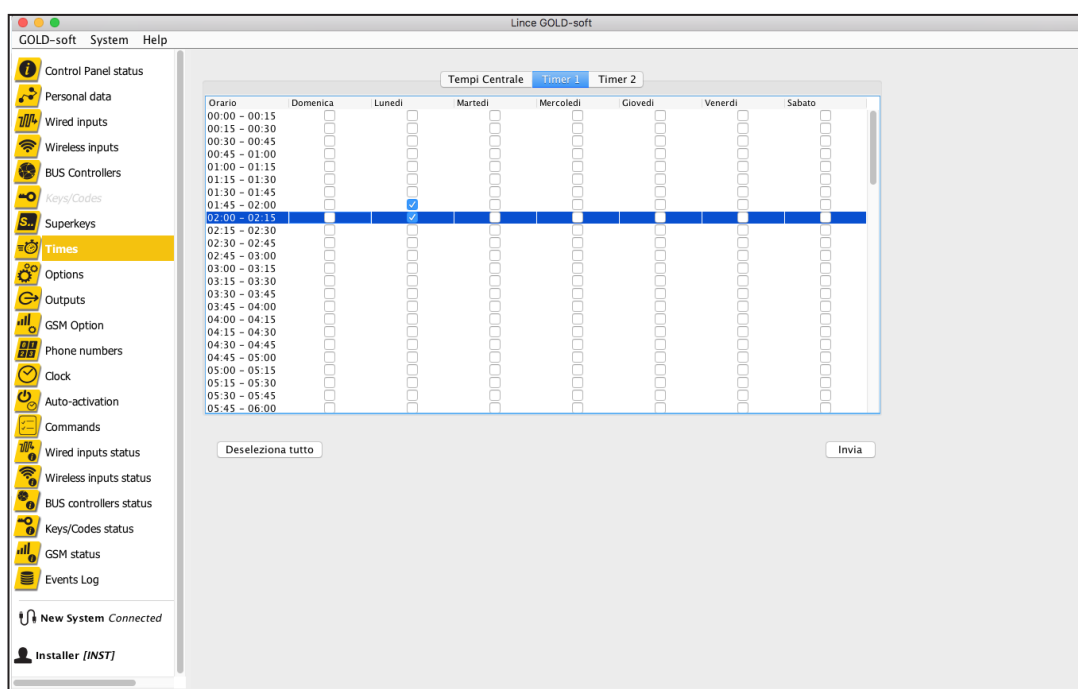 Lince GOLD-soft
GOLD-soft System Help
Control Panel status
Personal data
Wired inputs
Wireless inputs
BUS Controllers
Keys/Codes
S..
Superkeys
Times
Options
Outputs
GSM Option
Phone numbers
Clock
Auto-activation
Commands
Wired inputs status
Wireless inputs status
BUS controllers status
Keys/Codes status
GSM status
Events Log
New System Connected
Installer [INST]
Tempi Centrale Timer 1 Timer 2
Orario Domenica Lunedi Martedi Mercoledi Giovedi Venerdi Sabato
00:00 - 00:15
00:15 - 00:30
00:30 - 00:45
00:45 - 01:00
01:00 - 01:15
01:15 - 01:30
01:30 - 01:45
01:45 - 02:00
02:00 - 02:15
02:15 - 02:30
02:30 - 02:45
02:45 - 03:00
03:00 - 03:15
03:15 - 03:30
03:30 - 03:45
03:45 - 04:00
04:00 - 04:15
04:15 - 04:30
04:30 - 04:45
04:45 - 05:00
05:00 - 05:15
05:15 - 05:30
05:30 - 05:45
05:45 - 06:00
Deseleziona tutto Invia